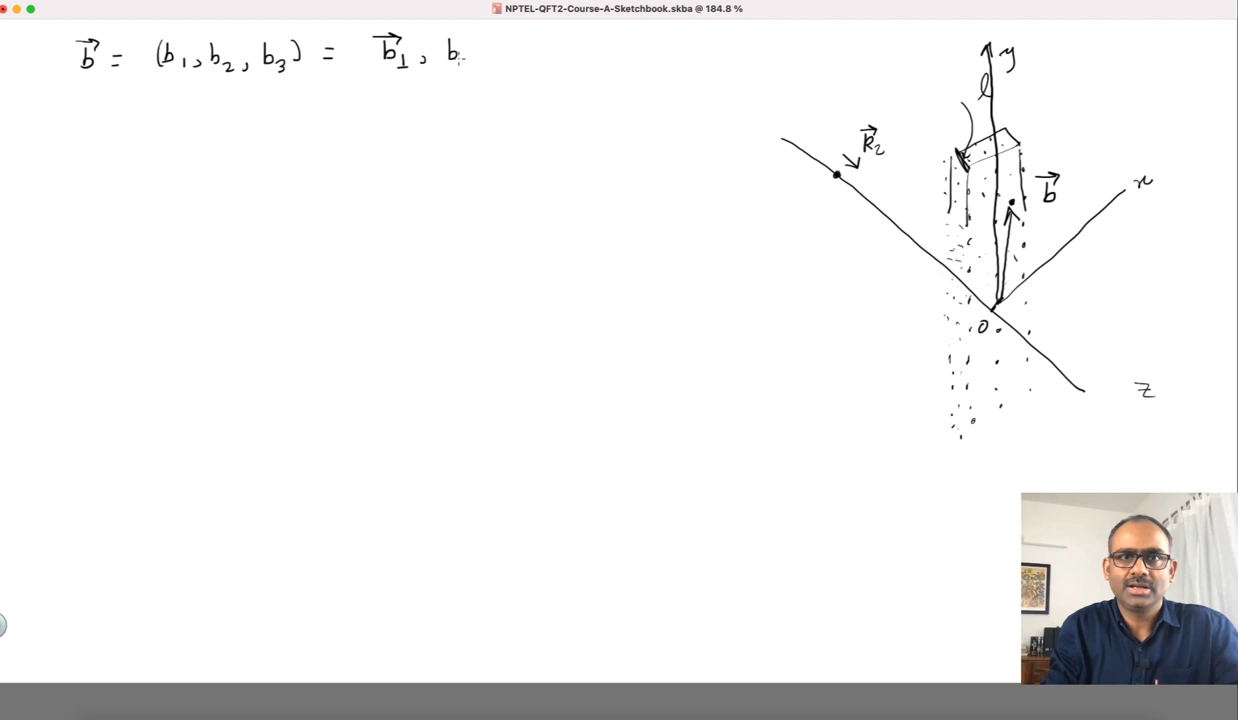 NPTEL-QFT2-Course-A-Sketchbook.skba @ 184.8 %
b⃗ = (b₁, b₂, b₃) = b⃗⊥, b
y
l
k⃗₂
b⃗
x
O
z